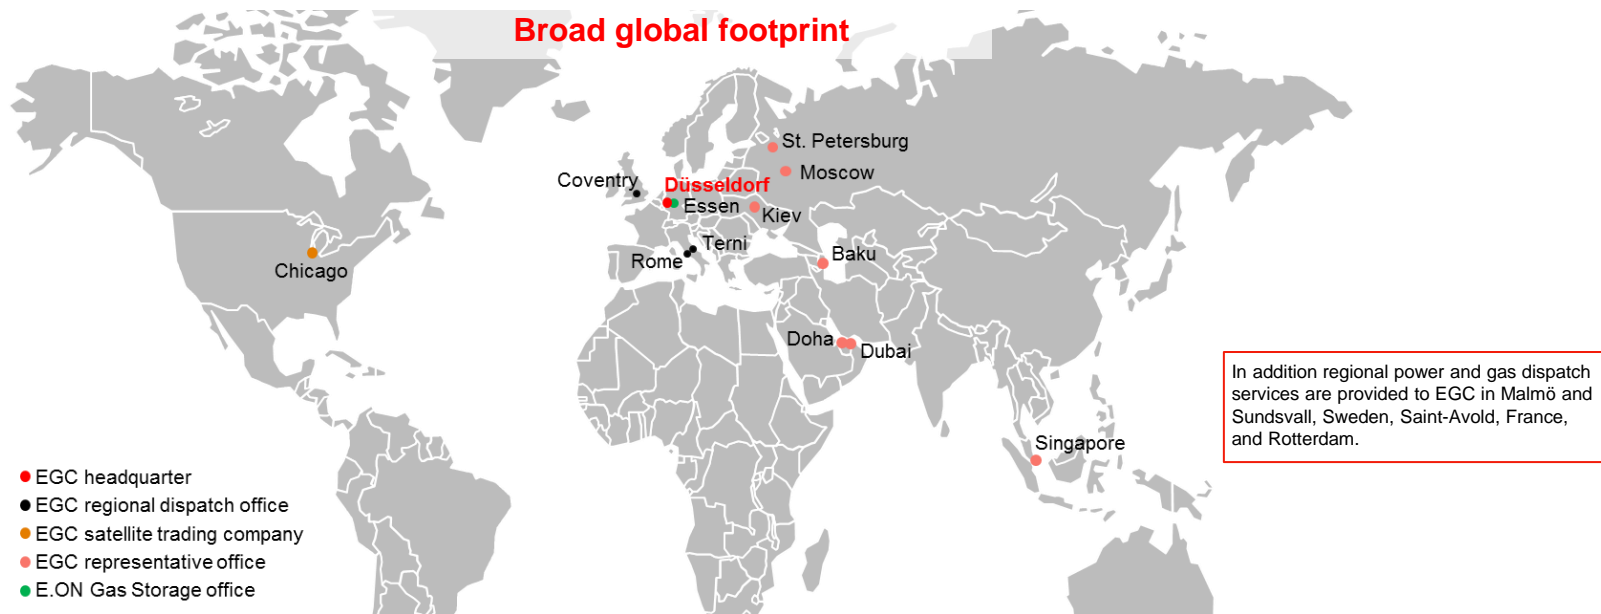 Broad global footprint
St. Petersburg
Moscow
Coventry
Düsseldorf
Essen
Kiev
Terni
Rome
Baku
Chicago
Doha
Dubai
In addition regional power and gas dispatch
services are provided to EGC in Malmö and
Sundsvall, Sweden, Saint-Avold, France,
and Rotterdam.
Singapore
EGC headquarter
EGC regional dispatch office
EGC satellite trading company
EGC representative office
E.ON Gas Storage office